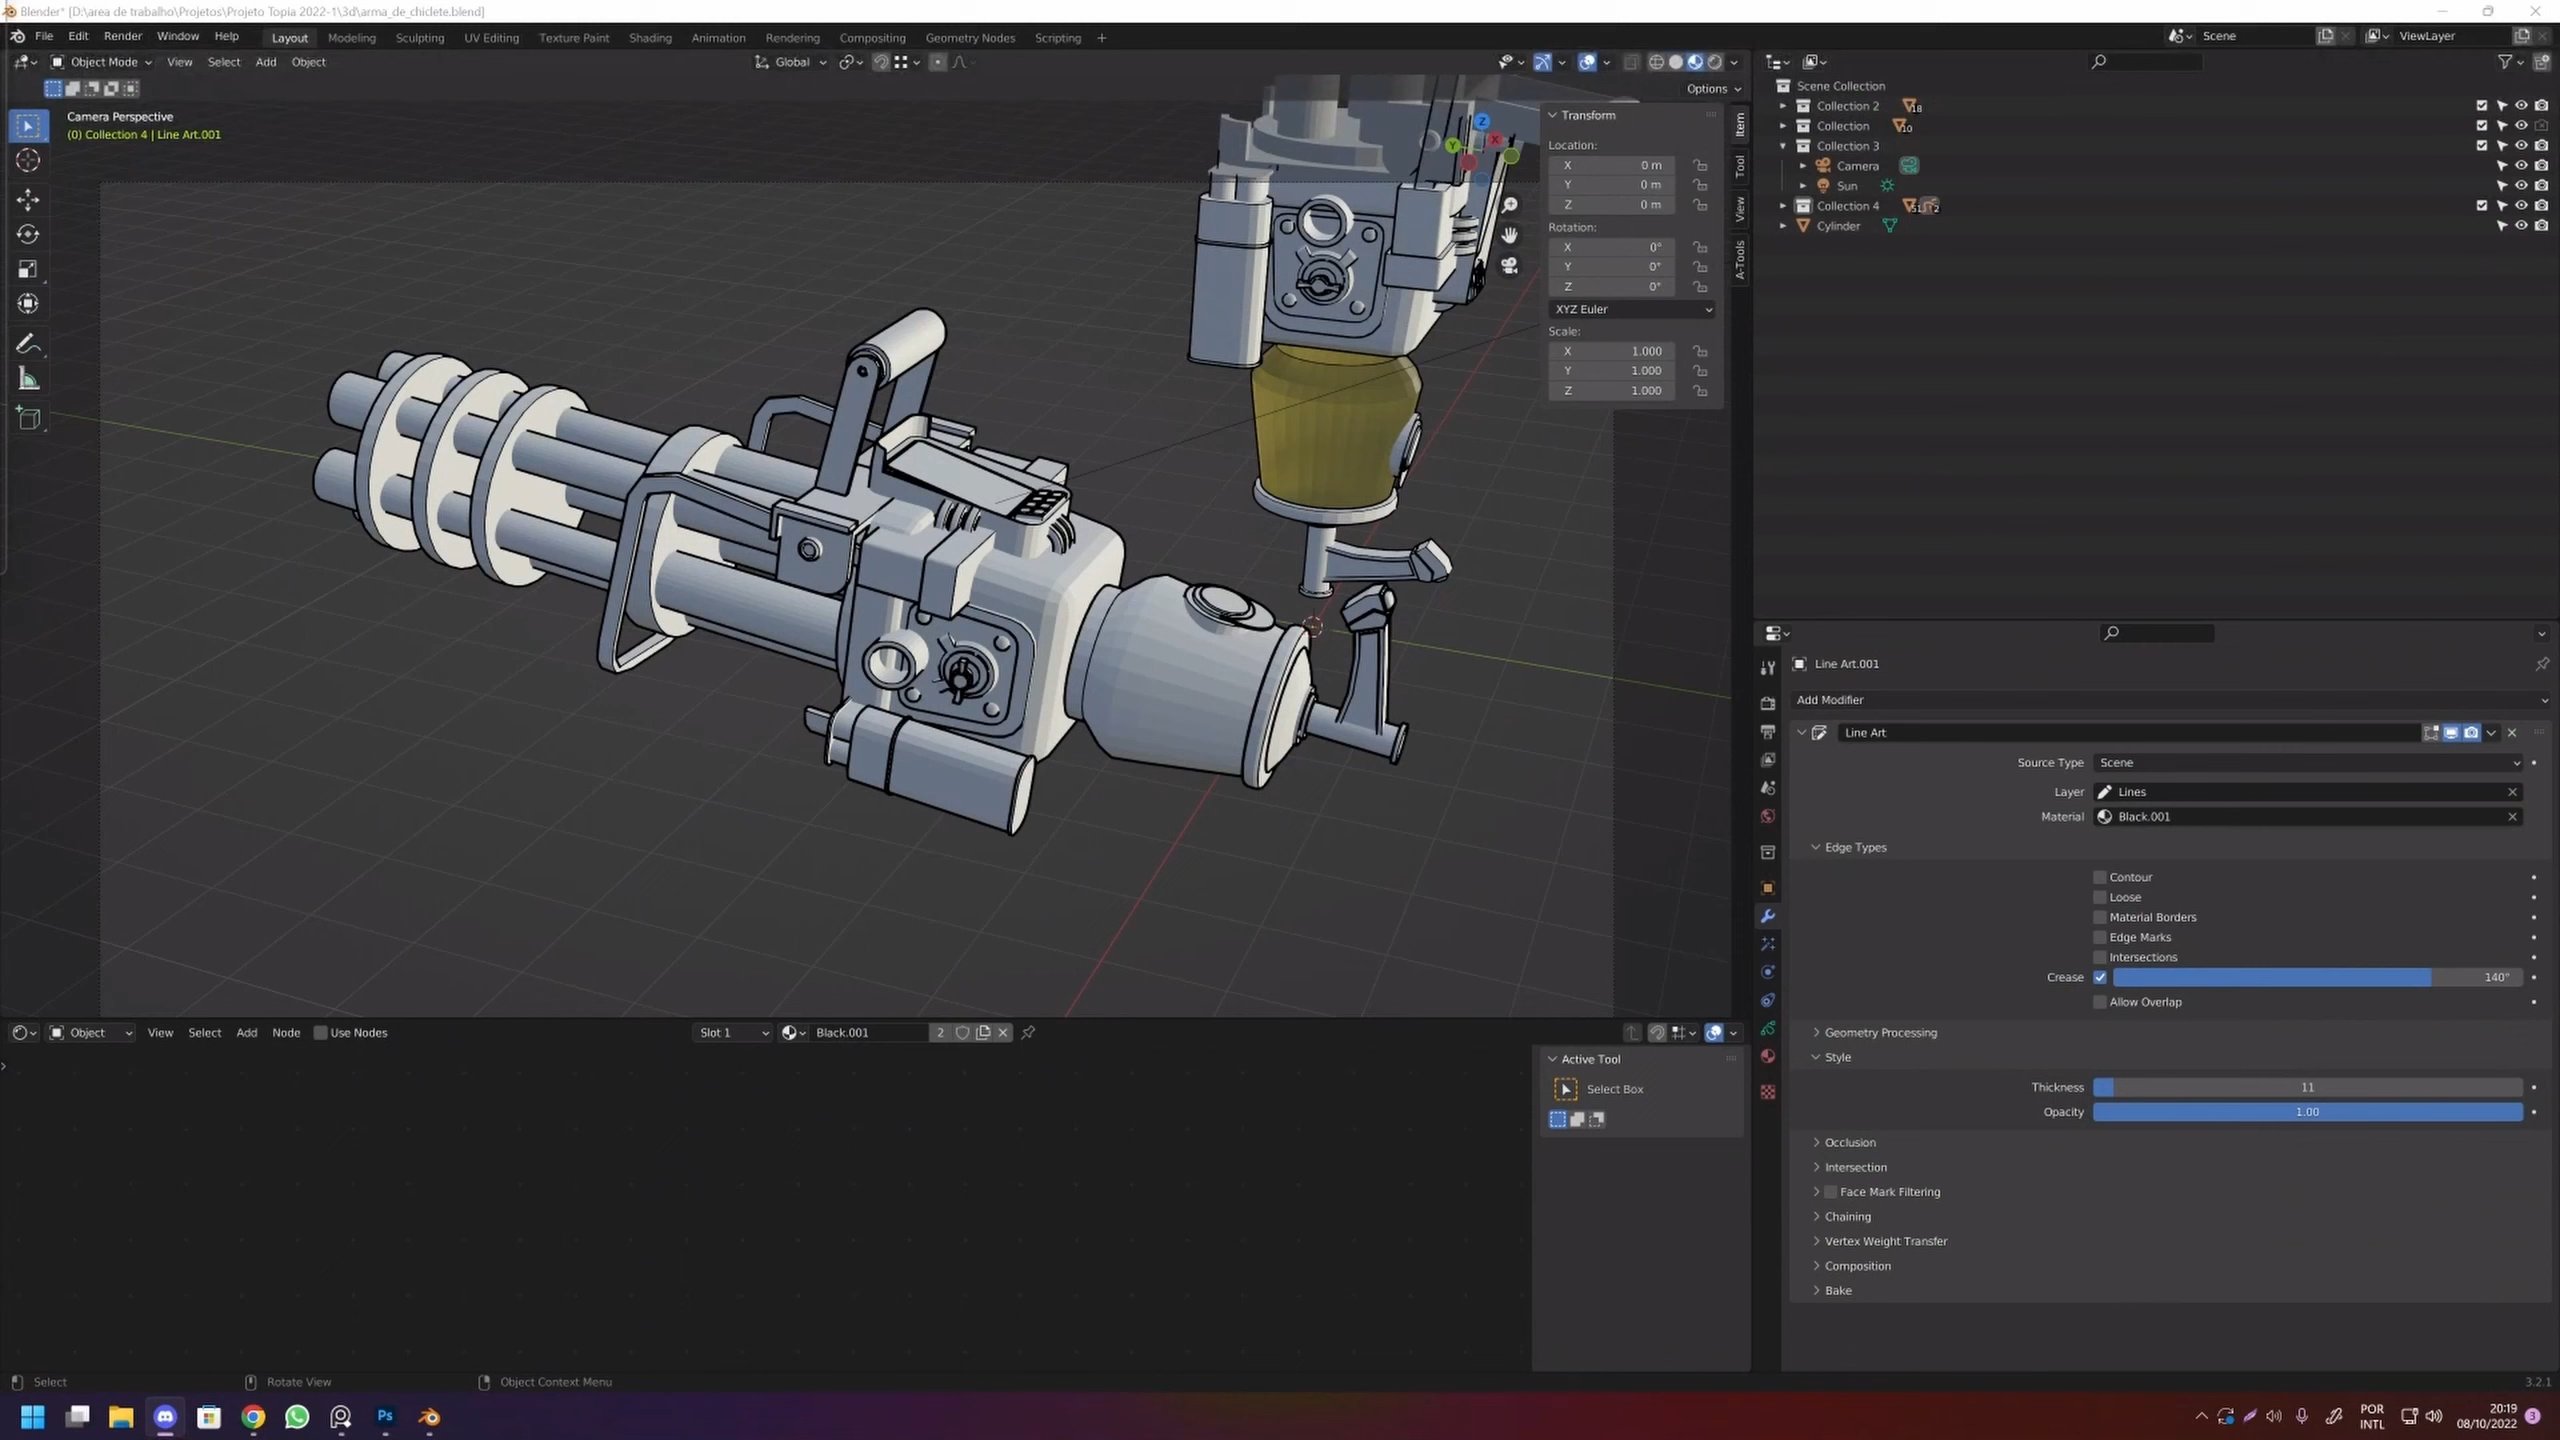 Blender* [D:\area de trabalho\Projetos\Projeto Topia 2022-1\3d\arma_de_chiclete.blend]
File Edit Render Window Help Layout Modeling Sculpting UV Editing Texture Paint Shading Animation Rendering Compositing Geometry Nodes Scripting +
Scene ViewLayer
Object Mode View Select Add Object Global
Options
Camera Perspective
(0) Collection 4 | Line Art.001
Z
X
Y
Transform
Location:
X 0 m
Y 0 m
Z 0 m
Rotation:
X 0°
Y 0°
Z 0°
XYZ Euler
Scale:
X 1.000
Y 1.000
Z 1.000
Item
Tool
View
A-Tools
Scene Collection
Collection 2 18
Collection 10
Collection 3
Camera
Sun
Collection 4 51 2
Cylinder
Line Art.001
Add Modifier
Line Art
Source Type Scene
Layer Lines
Material Black.001
Edge Types
Contour
Loose
Material Borders
Edge Marks
Intersections
Crease 140°
Allow Overlap
Geometry Processing
Style
Thickness 11
Opacity 1.00
Occlusion
Intersection
Face Mark Filtering
Chaining
Vertex Weight Transfer
Composition
Bake
Object View Select Add Node Use Nodes Slot 1 Black.001 2
Active Tool
Select Box
Select Rotate View Object Context Menu 3.2.1
Ps
POR
INTL
20:19
08/10/2022
3